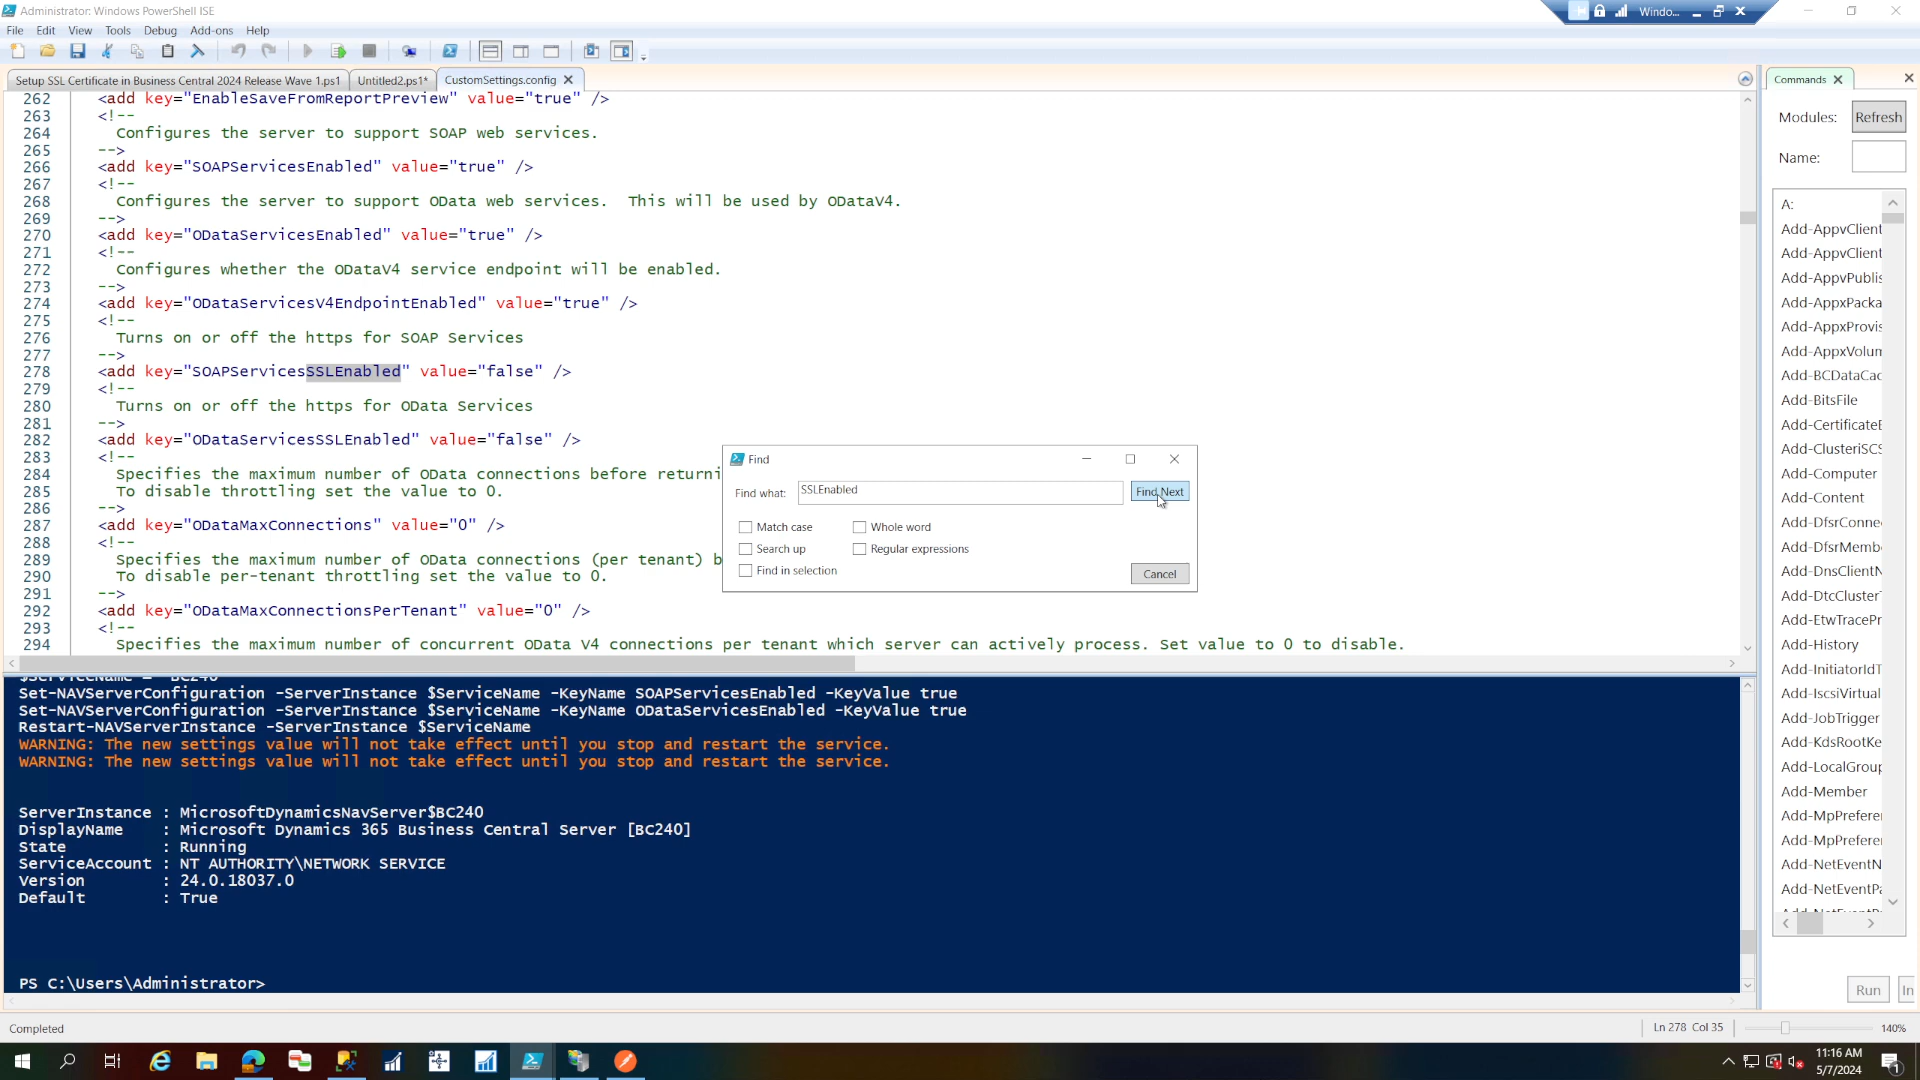 Administrator: Windows PowerShell ISE
Windo...
File Edit View Tools Debug Add-ons Help
Setup SSL Certificate in Business Central 2024 Release Wave 1.ps1
Untitled2.ps1*
CustomSettings.config
262 <add key="EnableSaveFromReportPreview" value="true" />
263 <!--
264 Configures the server to support SOAP web services.
265 -->
266 <add key="SOAPServicesEnabled" value="true" />
267 <!--
268 Configures the server to support OData web services.  This will be used by ODataV4.
269 -->
270 <add key="ODataServicesEnabled" value="true" />
271 <!--
272 Configures whether the ODataV4 service endpoint will be enabled.
273 -->
274 <add key="ODataServicesV4EndpointEnabled" value="true" />
275 <!--
276 Turns on or off the https for SOAP Services
277 -->
278 <add key="SOAPServicesSSLEnabled" value="false" />
279 <!--
280 Turns on or off the https for OData Services
281 -->
282 <add key="ODataServicesSSLEnabled" value="false" />
283 <!--
284 Specifies the maximum number of OData connections before returni
285 To disable throttling set the value to 0.
286 -->
287 <add key="ODataMaxConnections" value="0" />
288 <!--
289 Specifies the maximum number of OData connections (per tenant) b
290 To disable per-tenant throttling set the value to 0.
291 -->
292 <add key="ODataMaxConnectionsPerTenant" value="0" />
293 <!--
294 Specifies the maximum number of concurrent OData V4 connections per tenant which server can actively process. Set value to 0 to disable.
Find
Find what: SSLEnabled
Find Next
Match case
Whole word
Search up
Regular expressions
Find in selection
Cancel
$ServiceName = "BC240"
Set-NAVServerConfiguration -ServerInstance $ServiceName -KeyName SOAPServicesEnabled -KeyValue true
Set-NAVServerConfiguration -ServerInstance $ServiceName -KeyName ODataServicesEnabled -KeyValue true
Restart-NAVServerInstance -ServerInstance $ServiceName
WARNING: The new settings value will not take effect until you stop and restart the service.
WARNING: The new settings value will not take effect until you stop and restart the service.
ServerInstance : MicrosoftDynamicsNavServer$BC240
DisplayName : Microsoft Dynamics 365 Business Central Server [BC240]
State : Running
ServiceAccount : NT AUTHORITY\NETWORK SERVICE
Version : 24.0.18037.0
Default : True
PS C:\Users\Administrator>
Commands
Modules: Refresh
Name:
A:
Add-AppvClient
Add-AppvClient
Add-AppvPublis
Add-AppxPacka
Add-AppxProvis
Add-AppxVolum
Add-BCDataCac
Add-BitsFile
Add-CertificateE
Add-ClusteriSCS
Add-Computer
Add-Content
Add-DfsrConne
Add-DfsrMemb
Add-DnsClientN
Add-DtcCluster
Add-EtwTracePr
Add-History
Add-InitiatorIdT
Add-IscsiVirtual
Add-JobTrigger
Add-KdsRootKe
Add-LocalGroup
Add-Member
Add-MpPreferen
Add-MpPreferen
Add-NetEventN
Add-NetEventPa
Run
In
Completed
Ln 278 Col 35
140%
11:16 AM
5/7/2024
1